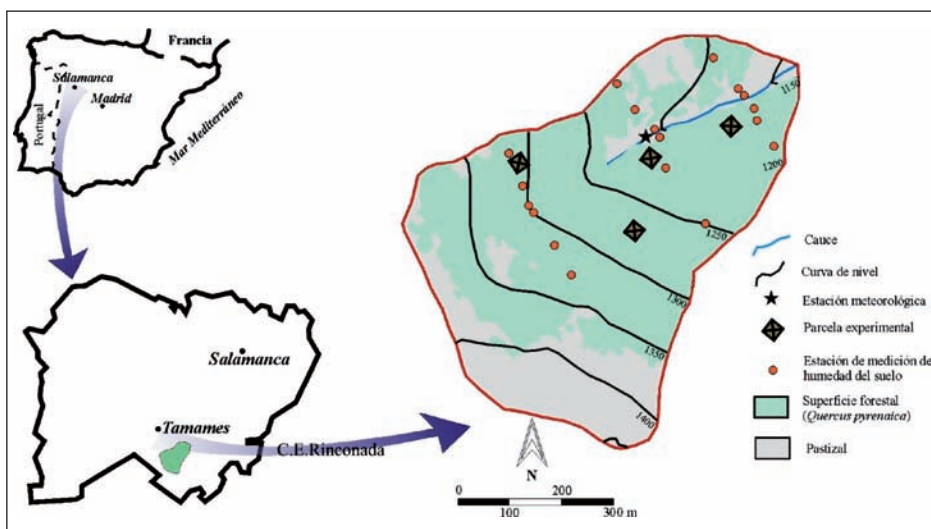 Francia
Salamanca
Madrid
Portugal
Mar Mediterráneo
Salamanca
Tamames
C.E.Rinconada
1150
1200
1250
1300
1350
1400
Cauce
Curva de nivel
Estación meteorológica
Parcela experimental
Estación de medición de
humedad del suelo
Superficie forestal
(Quercus pyrenaica)
Pastizal
N
0 200
100 300 m